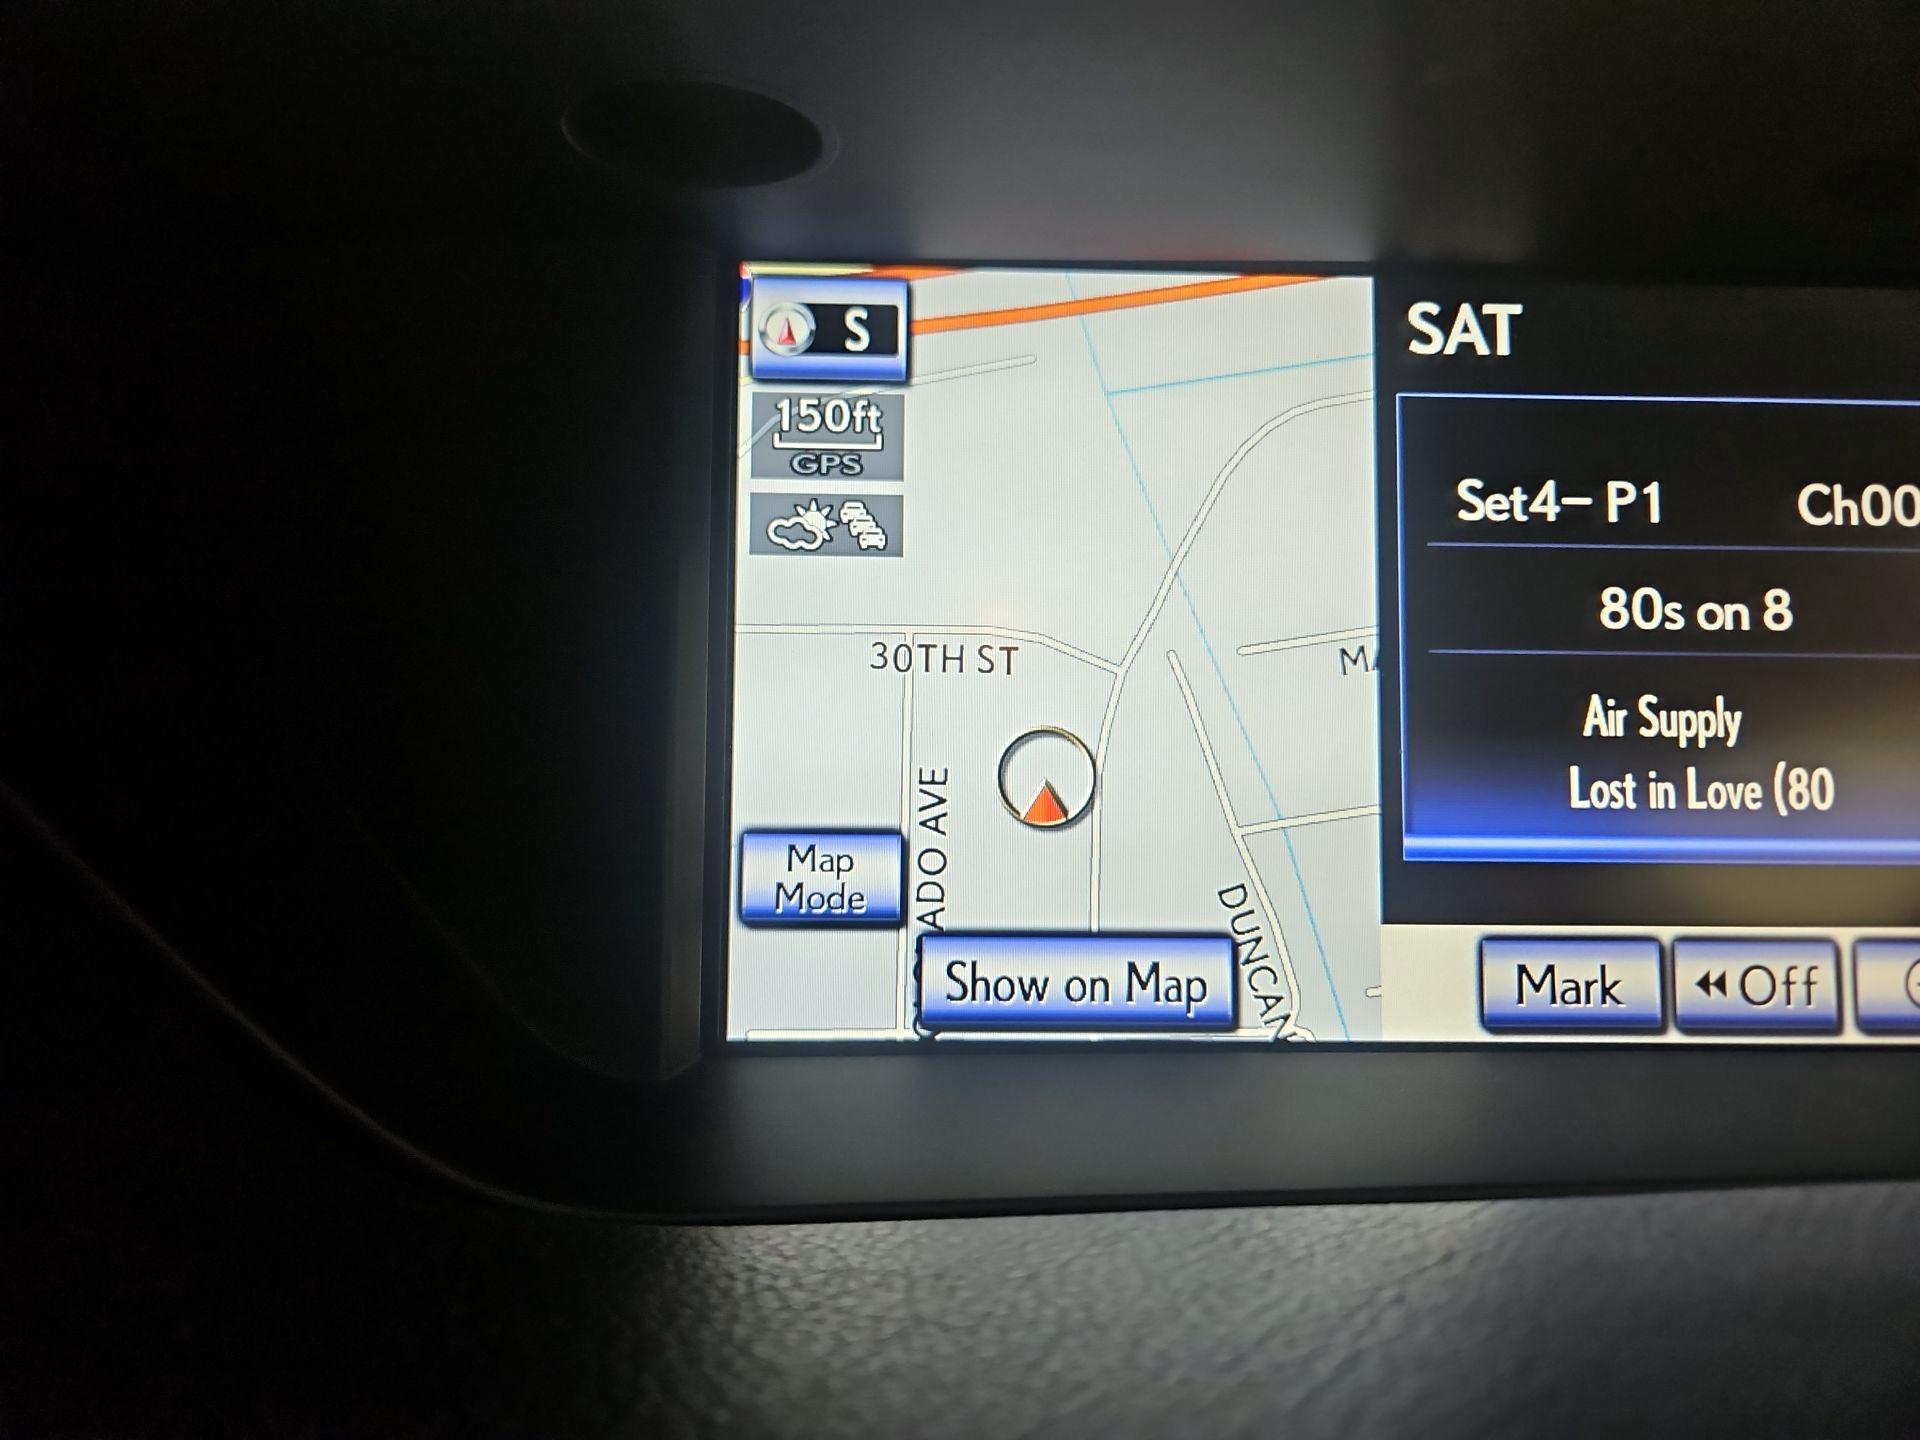 S
150ft
GPS
30TH ST
ADO AVE
DUNCAN
Map
Mode
Show on Map
SAT
Set4– P1 Ch00
80s on 8
Air Supply
Lost in Love (80
Mark
Off